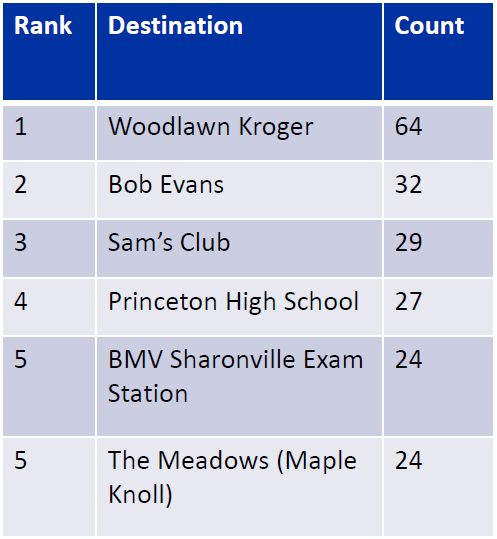 Rank Destination Count
1 Woodlawn Kroger 64
2 Bob Evans 32
3 Sam’s Club 29
4 Princeton High School 27
5 BMV Sharonville Exam 24
Station
5 The Meadows (Maple 24
Knoll)